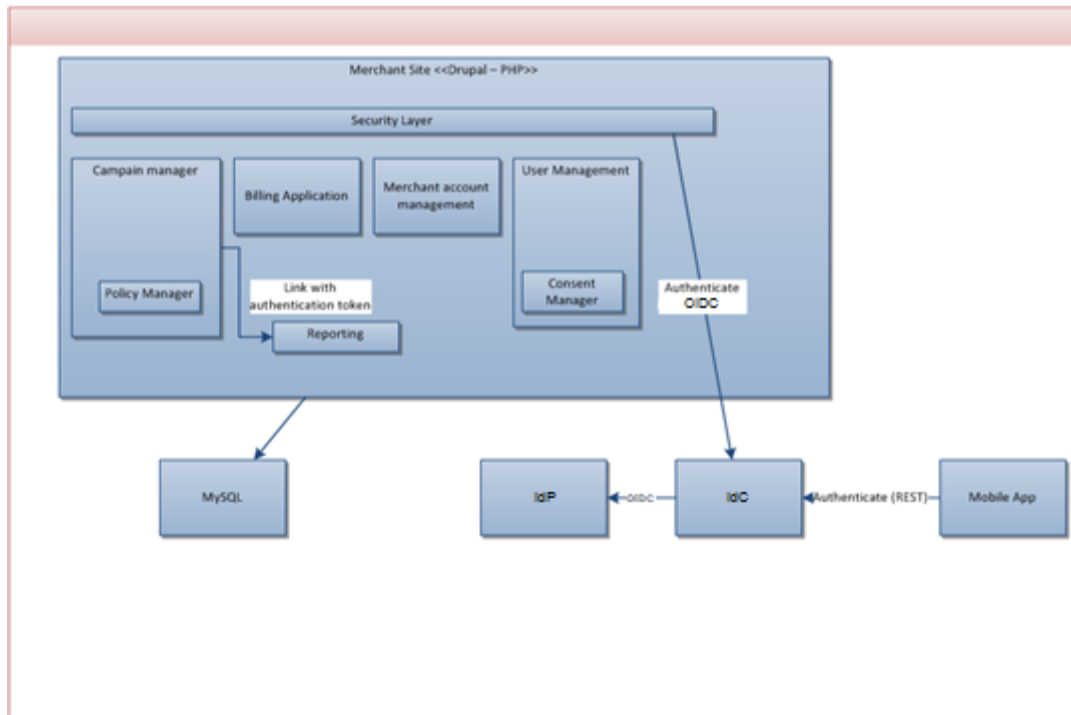 Merchant Site <<Drupal – PHP>>
Security Layer
Campain manager
Billing Application
Merchant account
management
User Management
Policy Manager
Link with
authentication token
Reporting
Consent
Manager
Authenticate
OIDC
MySQL
IdP
OIDC
IdC
Authenticate (REST)
Mobile App